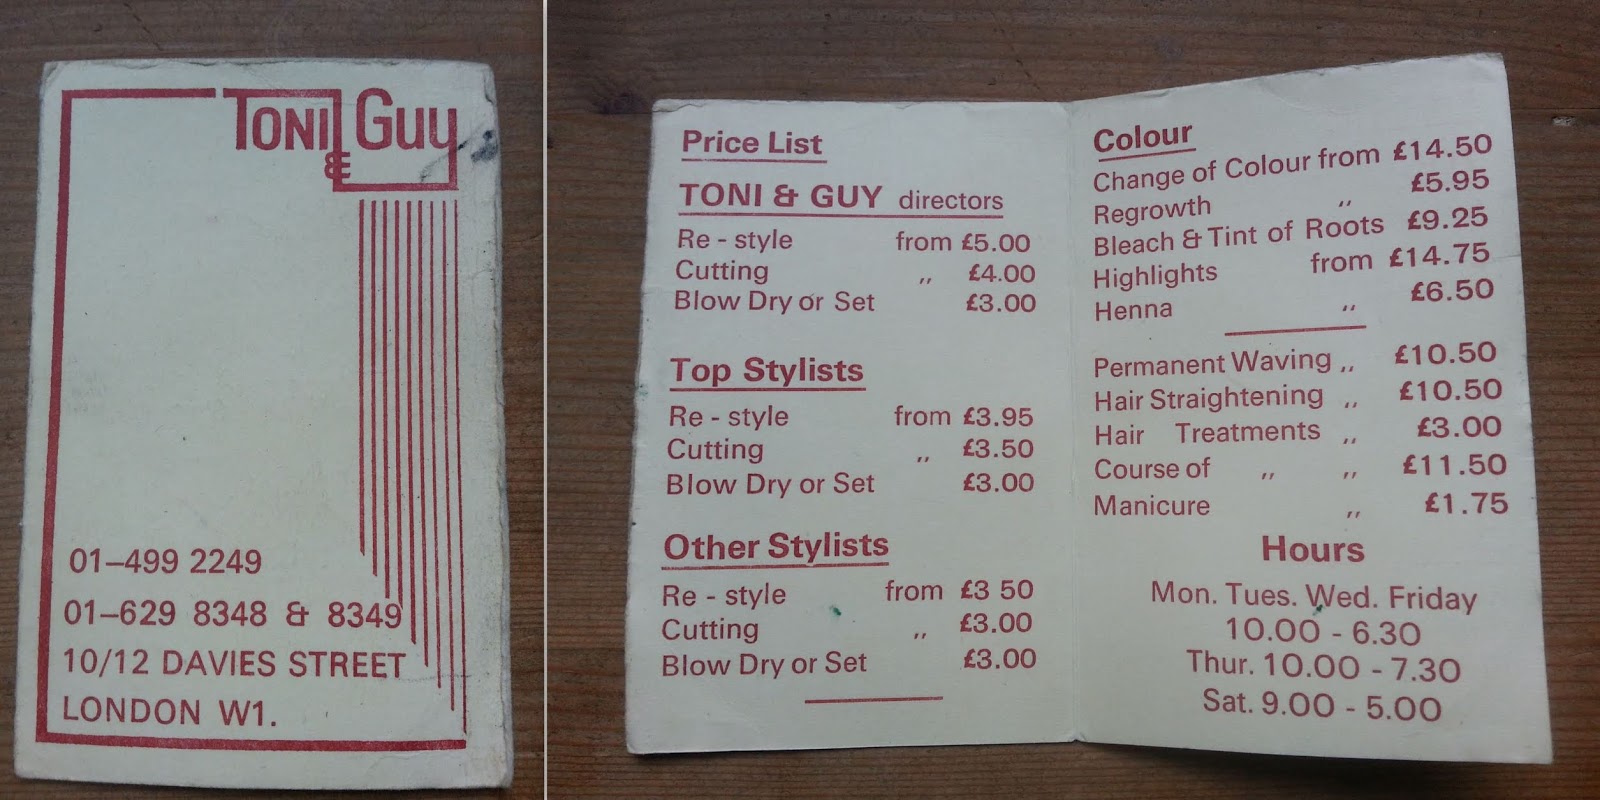 TONI & GUY
01–499 2249
01–629 8348 & 8349
10/12 DAVIES STREET
LONDON W1.
Price List
TONI & GUY directors
Re - style from £5.00
Cutting ,, £4.00
Blow Dry or Set £3.00
Top Stylists
Re - style from £3.95
Cutting ,, £3.50
Blow Dry or Set £3.00
Other Stylists
Re - style from £3 50
Cutting ,, £3.00
Blow Dry or Set £3.00
Colour
Change of Colour from £14.50
Regrowth ,, £5.95
Bleach & Tint of Roots £9.25
Highlights from £14.75
Henna ,, £6.50
Permanent Waving ,, £10.50
Hair Straightening ,, £10.50
Hair Treatments ,, £3.00
Course of ,, ,, £11.50
Manicure ,, £1.75
Hours
Mon. Tues. Wed. Friday
10.00 - 6.30
Thur. 10.00 - 7.30
Sat. 9.00 - 5.00